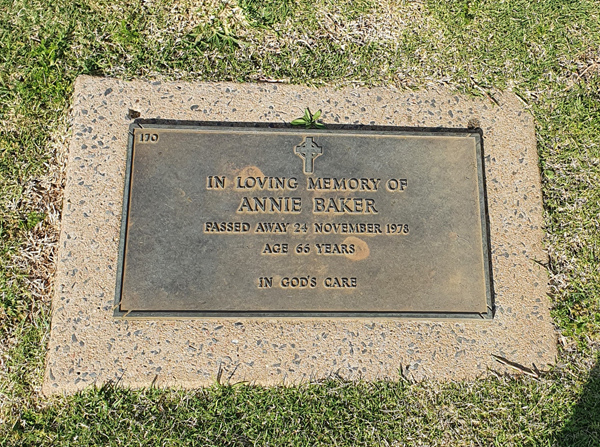 170
IN LOVING MEMORY OF
ANNIE BAKER
PASSED AWAY 24 NOVEMBER 1978
AGE 66 YEARS
IN GOD'S CARE